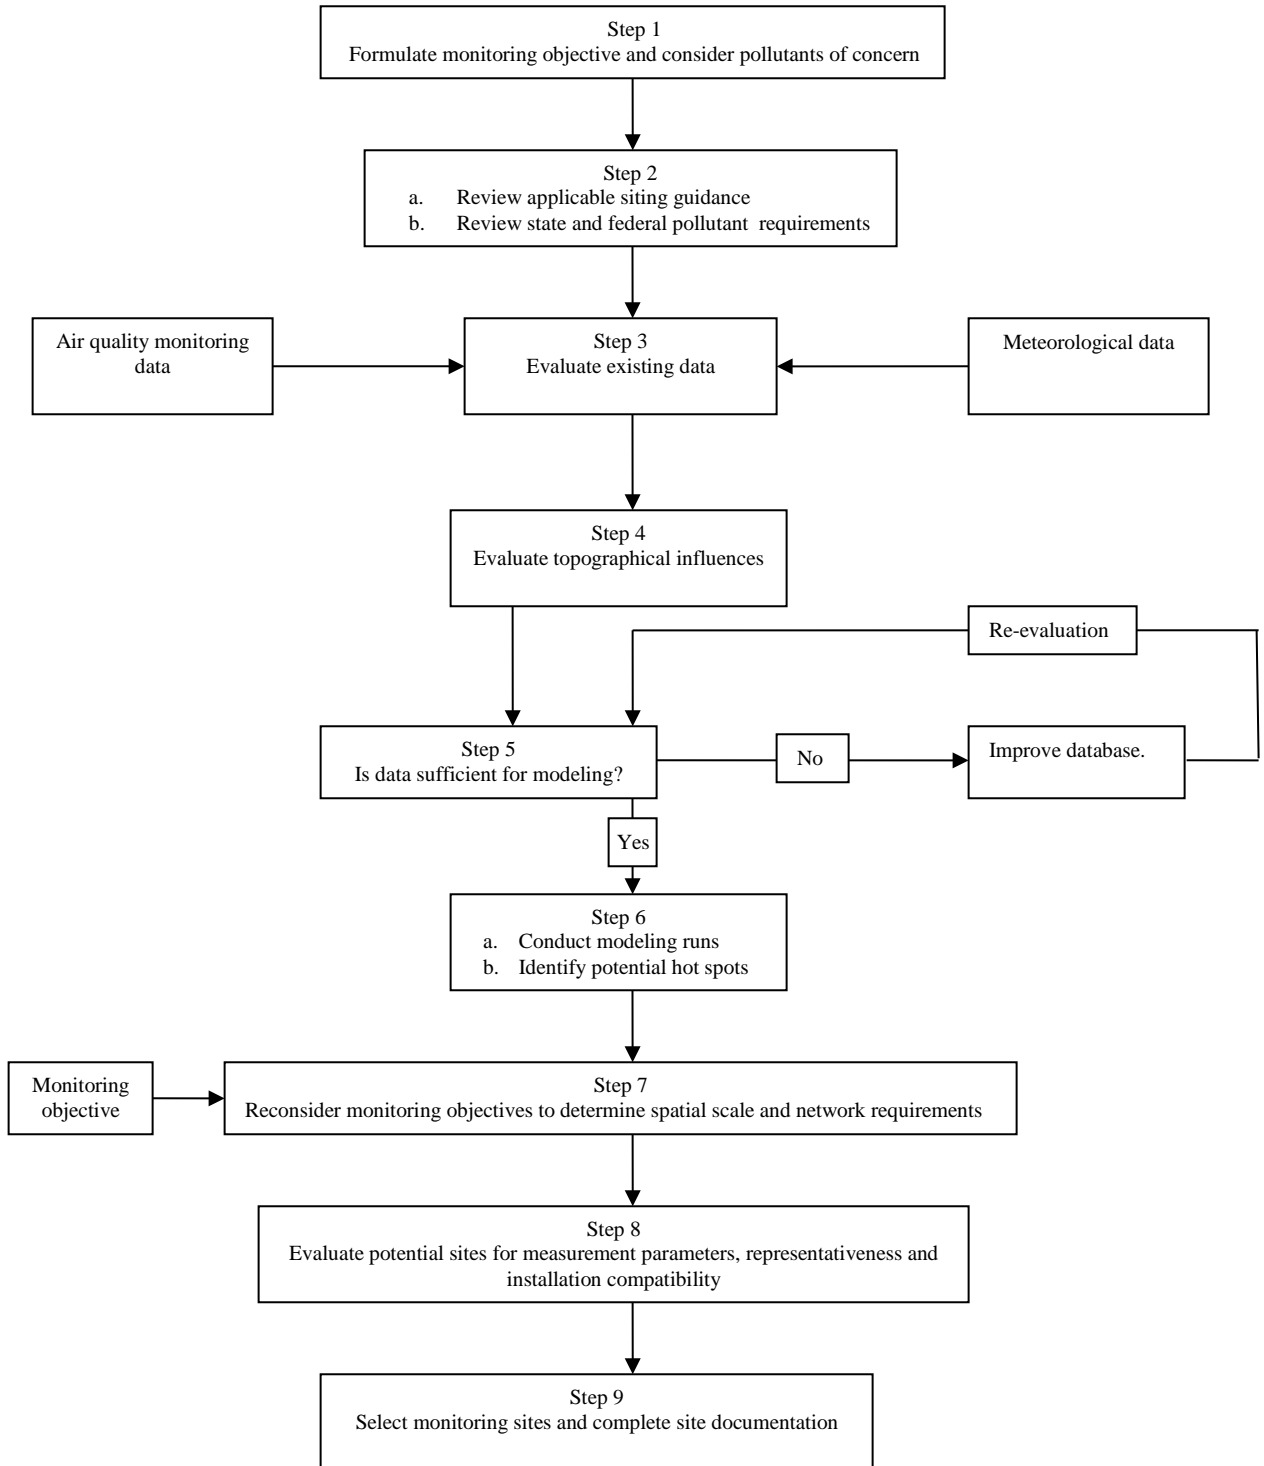 Step 1
Formulate monitoring objective and consider pollutants of concern
Step 2
a. Review applicable siting guidance
b. Review state and federal pollutant requirements
Air quality monitoring
data
Step 3
Evaluate existing data
Meteorological data
Step 4
Evaluate topographical influences
Re-evaluation
Step 5
Is data sufficient for modeling?
No
Improve database.
Yes
Step 6
a. Conduct modeling runs
b. Identify potential hot spots
Monitoring
objective
Step 7
Reconsider monitoring objectives to determine spatial scale and network requirements
Step 8
Evaluate potential sites for measurement parameters, representativeness and
installation compatibility
Step 9
Select monitoring sites and complete site documentation